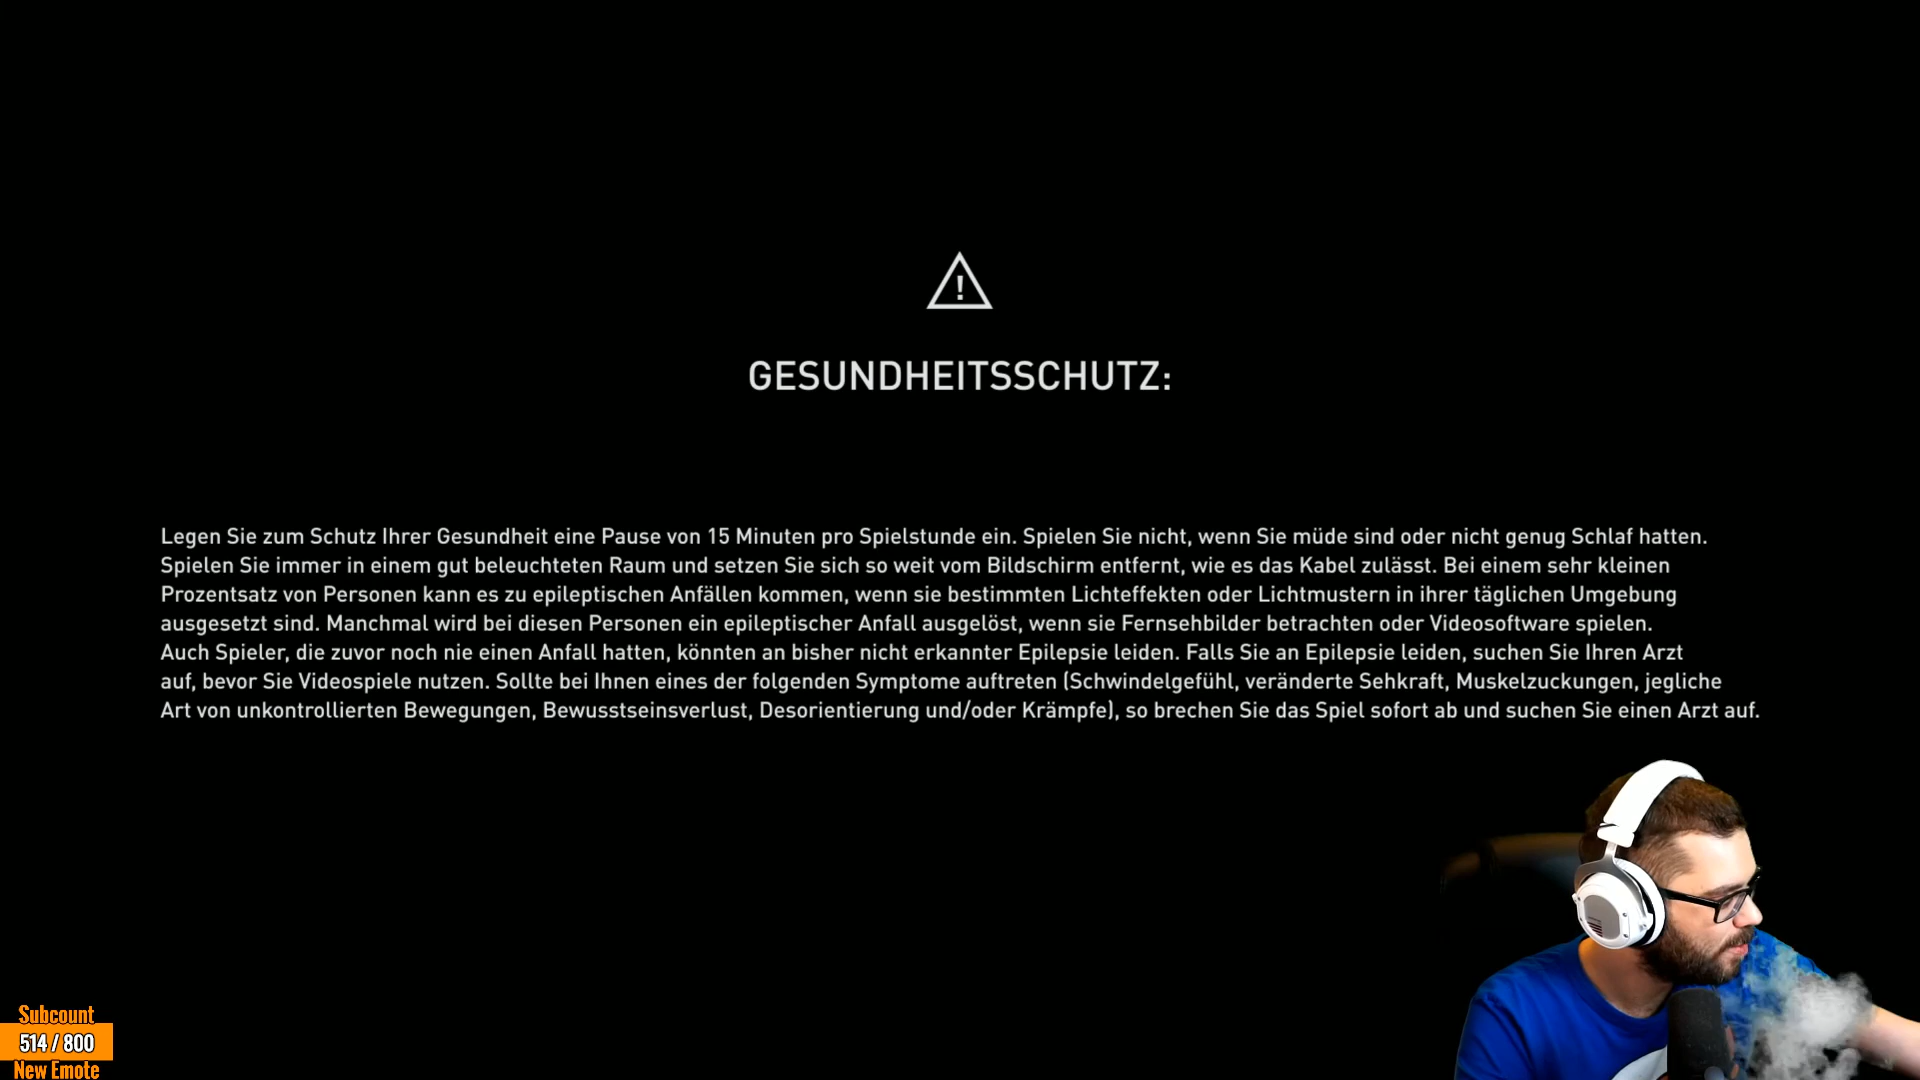 !
GESUNDHEITSSCHUTZ:
Legen Sie zum Schutz Ihrer Gesundheit eine Pause von 15 Minuten pro Spielstunde ein. Spielen Sie nicht, wenn Sie müde sind oder nicht genug Schlaf hatten.
Spielen Sie immer in einem gut beleuchteten Raum und setzen Sie sich so weit vom Bildschirm entfernt, wie es das Kabel zulässt. Bei einem sehr kleinen
Prozentsatz von Personen kann es zu epileptischen Anfällen kommen, wenn sie bestimmten Lichteffekten oder Lichtmustern in ihrer täglichen Umgebung
ausgesetzt sind. Manchmal wird bei diesen Personen ein epileptischer Anfall ausgelöst, wenn sie Fernsehbilder betrachten oder Videosoftware spielen.
Auch Spieler, die zuvor noch nie einen Anfall hatten, könnten an bisher nicht erkannter Epilepsie leiden. Falls Sie an Epilepsie leiden, suchen Sie Ihren Arzt
auf, bevor Sie Videospiele nutzen. Sollte bei Ihnen eines der folgenden Symptome auftreten (Schwindelgefühl, veränderte Sehkraft, Muskelzuckungen, jegliche
Art von unkontrollierten Bewegungen, Bewusstseinsverlust, Desorientierung und/oder Krämpfe), so brechen Sie das Spiel sofort ab und suchen Sie einen Arzt auf.
Subcount
514 / 800
New Emote